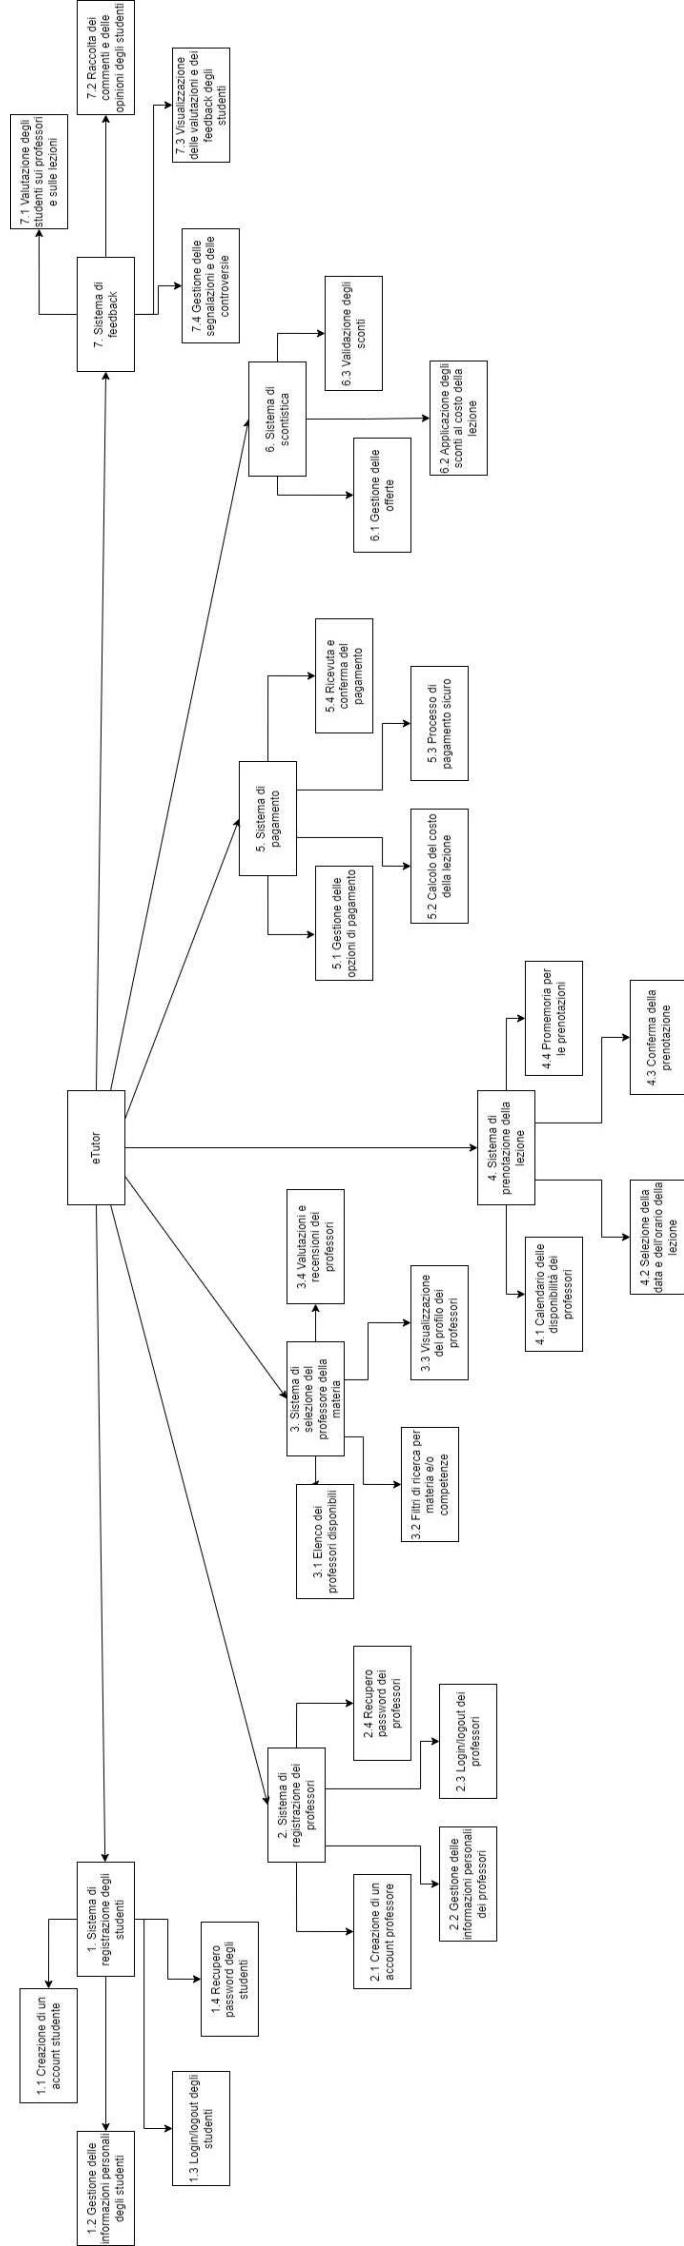 eTutor
1. Sistema di
registrazione degli
studenti
1.1 Creazione di un
account studente
1.2 Gestione delle
informazioni personali
degli studenti
1.3 Login/logout degli
studenti
1.4 Recupero
password degli
studenti
2. Sistema di
registrazione dei
professori
2.1 Creazione di un
account professore
2.2 Gestione delle
informazioni personali
dei professori
2.3 Login/logout dei
professori
2.4 Recupero
password dei
professori
3. Sistema di
selezione del
professore della
materia
3.1 Elenco dei
professori disponibili
3.2 Filtri di ricerca per
materia e/o
competenze
3.3 Visualizzazione
del profilo dei
professori
3.4 Valutazioni e
recensioni dei
professori
4. Sistema di
prenotazione della
lezione
4.1 Calendario delle
disponibilità dei
professori
4.2 Selezione della
data e dell'orario della
lezione
4.3 Conferma della
prenotazione
4.4 Promemoria per
le prenotazioni
5. Sistema di
pagamento
5.1 Gestione delle
opzioni di pagamento
5.2 Calcolo del costo
della lezione
5.3 Processo di
pagamento sicuro
5.4 Ricevuta e
conferma del
pagamento
6. Sistema di
scontistica
6.1 Gestione delle
offerte
6.2 Applicazione degli
sconti al costo della
lezione
6.3 Validazione degli
sconti
7. Sistema di
feedback
7.1 Valutazione degli
studenti sui professori
e sulle lezioni
7.2 Raccolta dei
commenti e delle
opinioni degli studenti
7.3 Visualizzazione
delle valutazioni e dei
feedback degli
studenti
7.4 Gestione delle
segnalazioni e delle
controversie